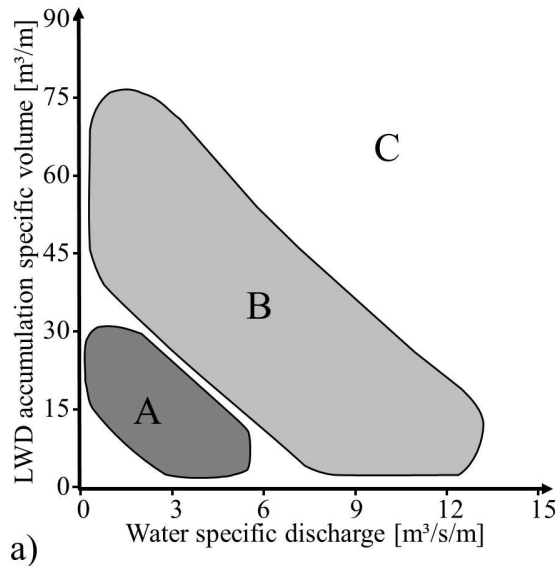 LWD accumulation specific volume [m³/m]
90
75
60
45
30
15
0
C
B
A
0 3 6 9 12 15
Water specific discharge [m³/s/m]
a)